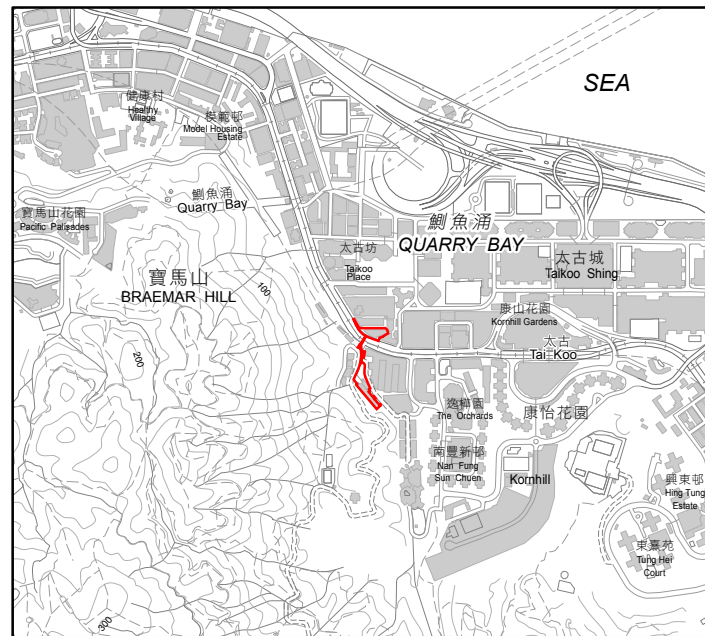 SEA
健康村
Healthy
Village
模範邨
Model Housing
Estate
鰂魚涌
Quarry Bay
寶馬山花園
Pacific Palisades
鰂魚涌
QUARRY BAY
太古坊
Taikoo
Place
太古城
Taikoo Shing
寶馬山
BRAEMAR HILL
100
康山花園
Kornhill Gardens
太古
Tai Koo
200
逸樺園
The Orchards
康怡花園
南豐新邨
Nan Fung
Sun Chuen
Kornhill
興東邨
Hing Tung
Estate
東熹苑
Tung Hei
Court
300